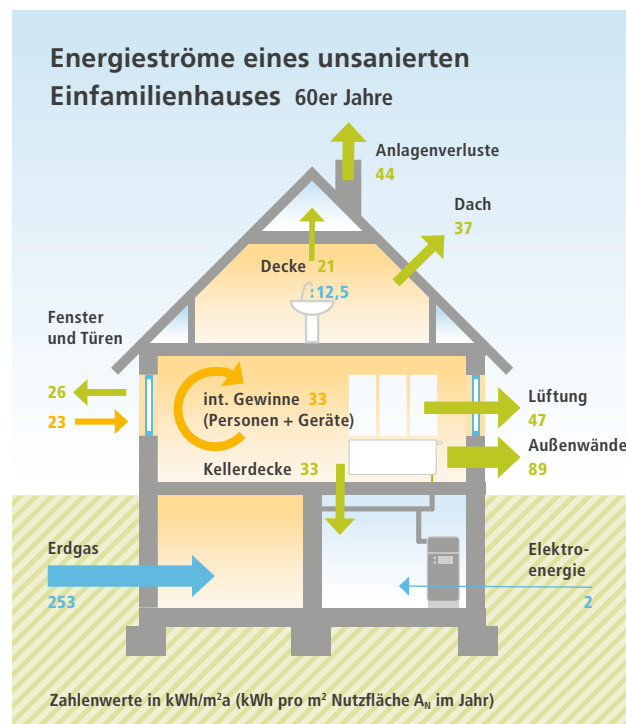 Energieströme eines unsanierten
Einfamilienhauses 60er Jahre
Anlagenverluste
44
Dach
37
Decke 21
12,5
Fenster
und Türen
26
23
int. Gewinne 33
(Personen + Geräte)
Lüftung
47
Außenwände
89
Kellerdecke 33
Erdgas
253
Elektro-
energie
2
Zahlenwerte in kWh/m²a (kWh pro m² Nutzfläche Aₙ im Jahr)